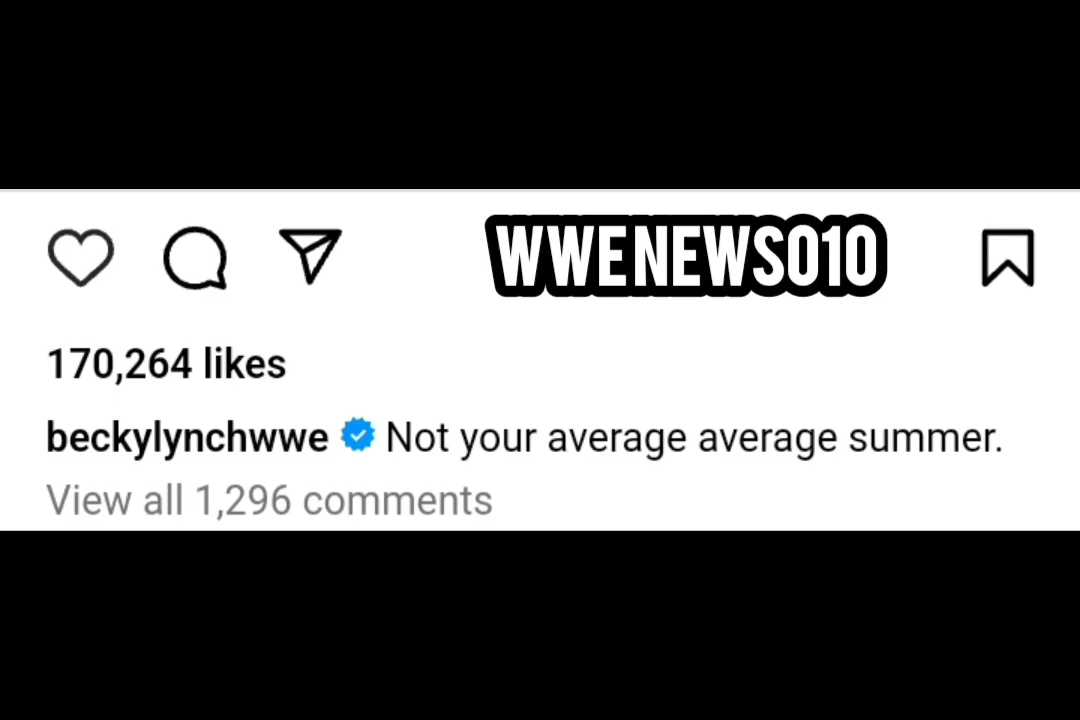 WWENEWS010
170,264 likes
beckylynchwwe Not your average average summer.
View all 1,296 comments